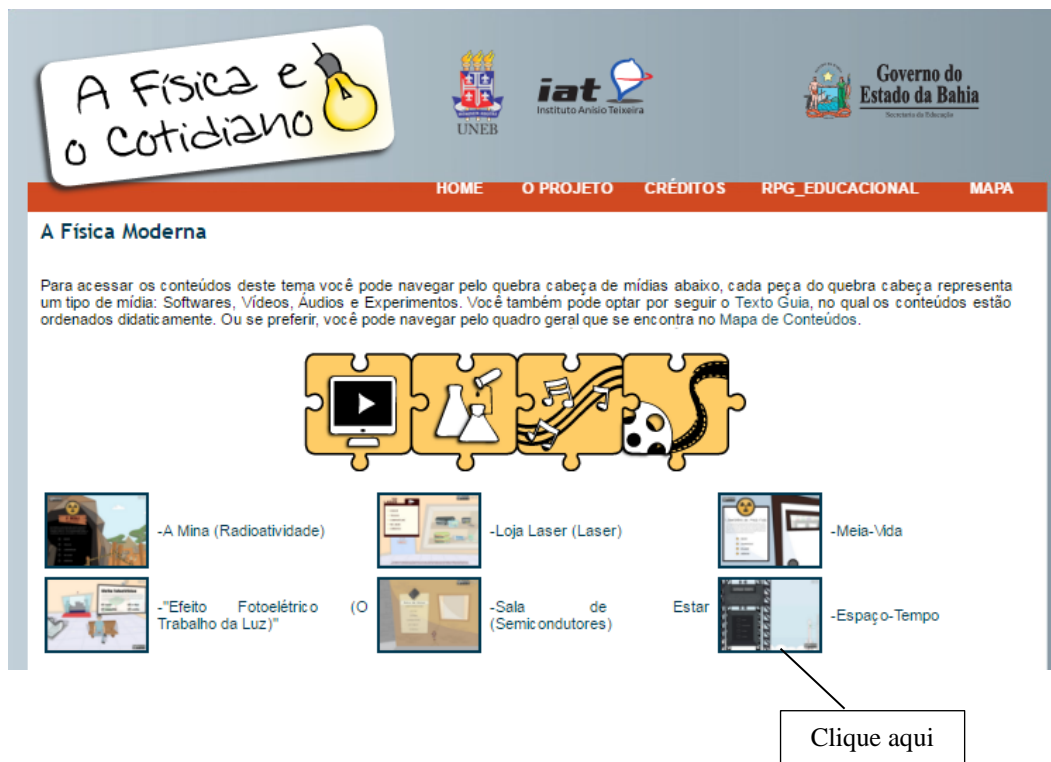 A Física e
o Cotidiano
UNEB
iat
Instituto Anísio Teixeira
Governo do
Estado da Bahia
Secretaria da Educação
HOME O PROJETO CRÉDITOS RPG_EDUCACIONAL MAPA
A Física Moderna
Para acessar os conteúdos deste tema você pode navegar pelo quebra cabeça de mídias abaixo, cada peça do quebra cabeça representa
um tipo de mídia: Softwares, Vídeos, Áudios e Experimentos. Você também pode optar por seguir o Texto Guia, no qual os conteúdos estão
ordenados didaticamente. Ou se preferir, você pode navegar pelo quadro geral que se encontra no Mapa de Conteúdos.
-A Mina (Radioatividade)
-Loja Laser (Laser)
-Meia-Vida
-"Efeito Fotoelétrico (O
Trabalho da Luz)"
-Sala de Estar
(Semicondutores)
-Espaço-Tempo
Clique aqui